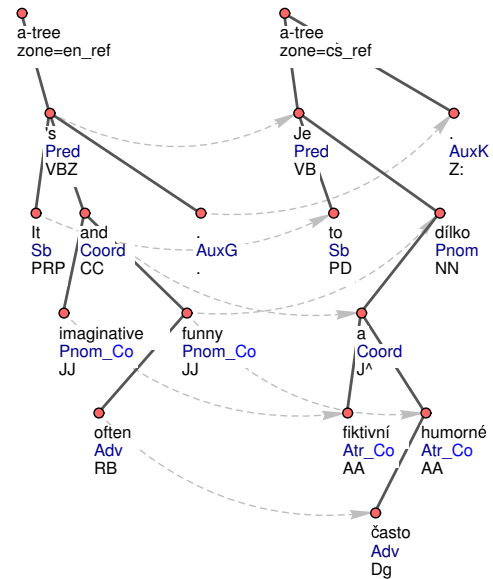 a-tree
zone=en_ref
a-tree
zone=cs_ref
's
Pred
VBZ
Je
Pred
VB
.
AuxK
Z:
It
Sb
PRP
and
Coord
CC
.
AuxG
.
to
Sb
PD
dílko
Pnom
NN
imaginative
Pnom_Co
JJ
funny
Pnom_Co
JJ
a
Coord
J^
often
Adv
RB
fiktivní
Atr_Co
AA
humorné
Atr_Co
AA
často
Adv
Dg